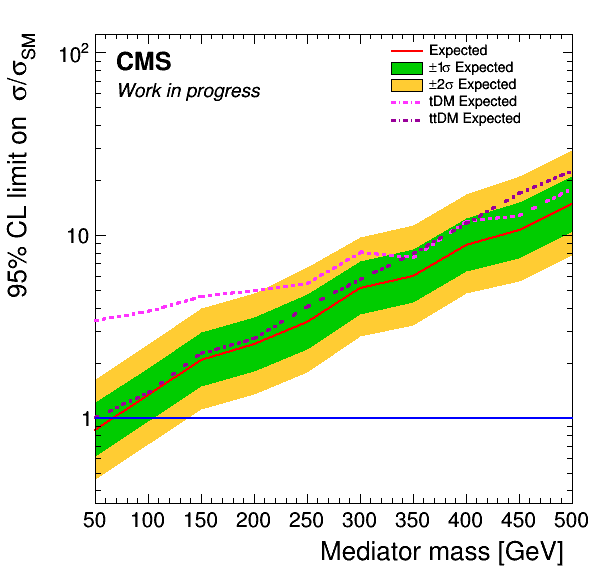 CMS
Work in progress
Expected
±1σ Expected
±2σ Expected
tDM Expected
ttDM Expected
95% CL limit on σ/σSM
10²
10
1
50 100 150 200 250 300 350 400 450 500
Mediator mass [GeV]